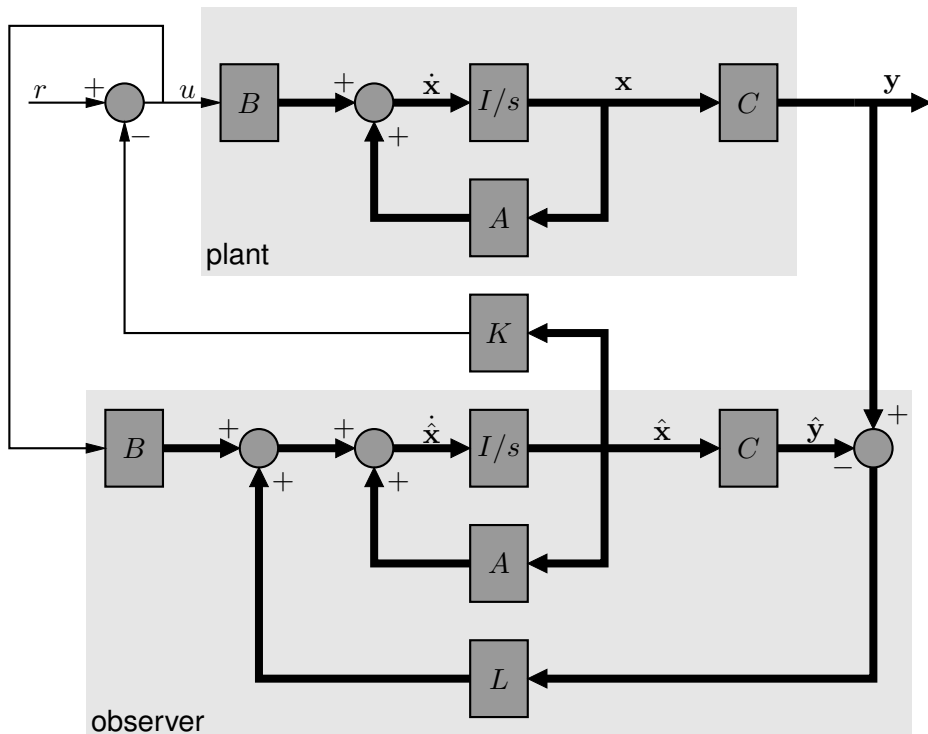 r + u B + ẋ I/s x C y
− +
A
plant
K
B + + x̂̇ I/s x̂ C ŷ +
+ + −
A
L
observer